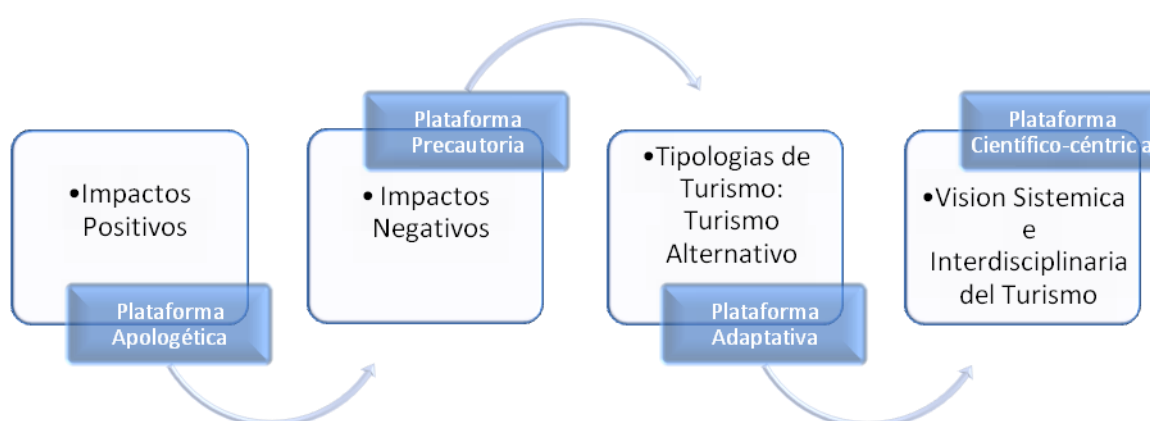 •Impactos
Positivos
Plataforma
Apologética
Plataforma
Precautoria
• Impactos
Negativos
•Tipologias de
Turismo:
Turismo
Alternativo
Plataforma
Adaptativa
Plataforma
Científico-céntricia
•Vision Sistemica
e
Interdisciplinaria
del Turismo